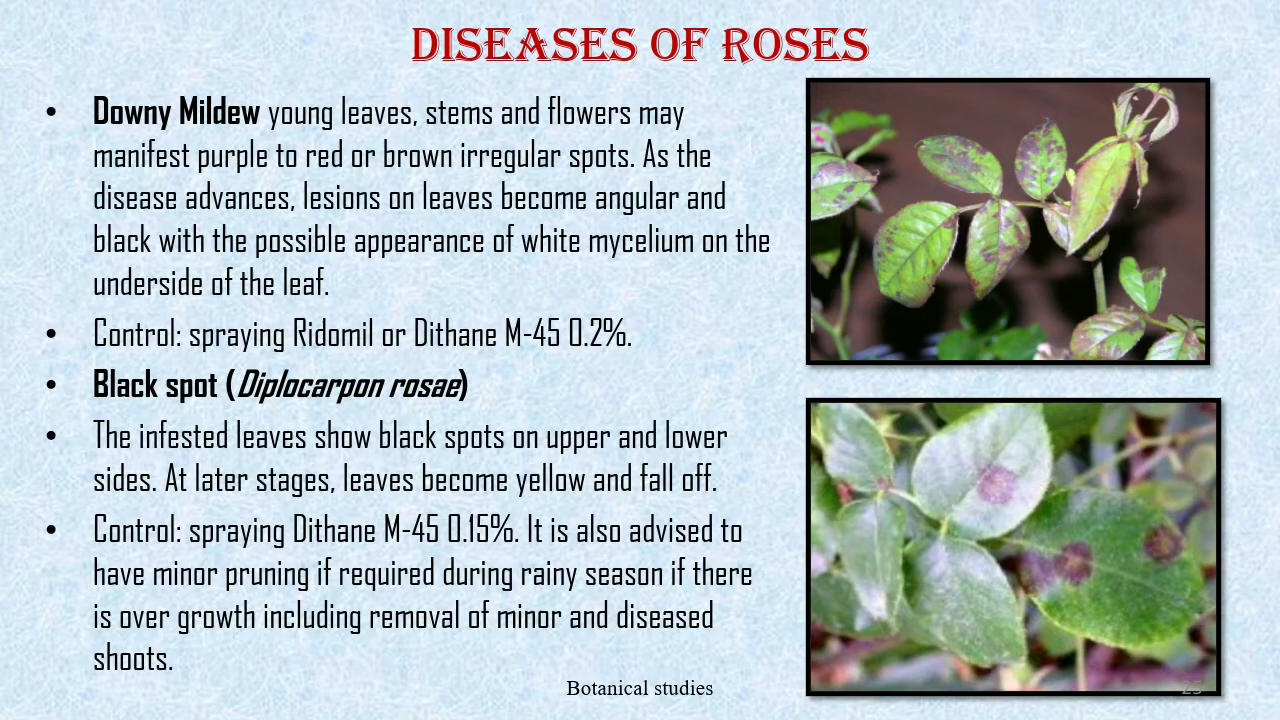 DISEASES OF ROSES
• Downy Mildew young leaves, stems and flowers may
manifest purple to red or brown irregular spots. As the
disease advances, lesions on leaves become angular and
black with the possible appearance of white mycelium on the
underside of the leaf.
• Control: spraying Ridomil or Dithane M-45 0.2%.
• Black spot (Diplocarpon rosae)
• The infested leaves show black spots on upper and lower
sides. At later stages, leaves become yellow and fall off.
• Control: spraying Dithane M-45 0.15%. It is also advised to
have minor pruning if required during rainy season if there
is over growth including removal of minor and diseased
shoots.
Botanical studies
25